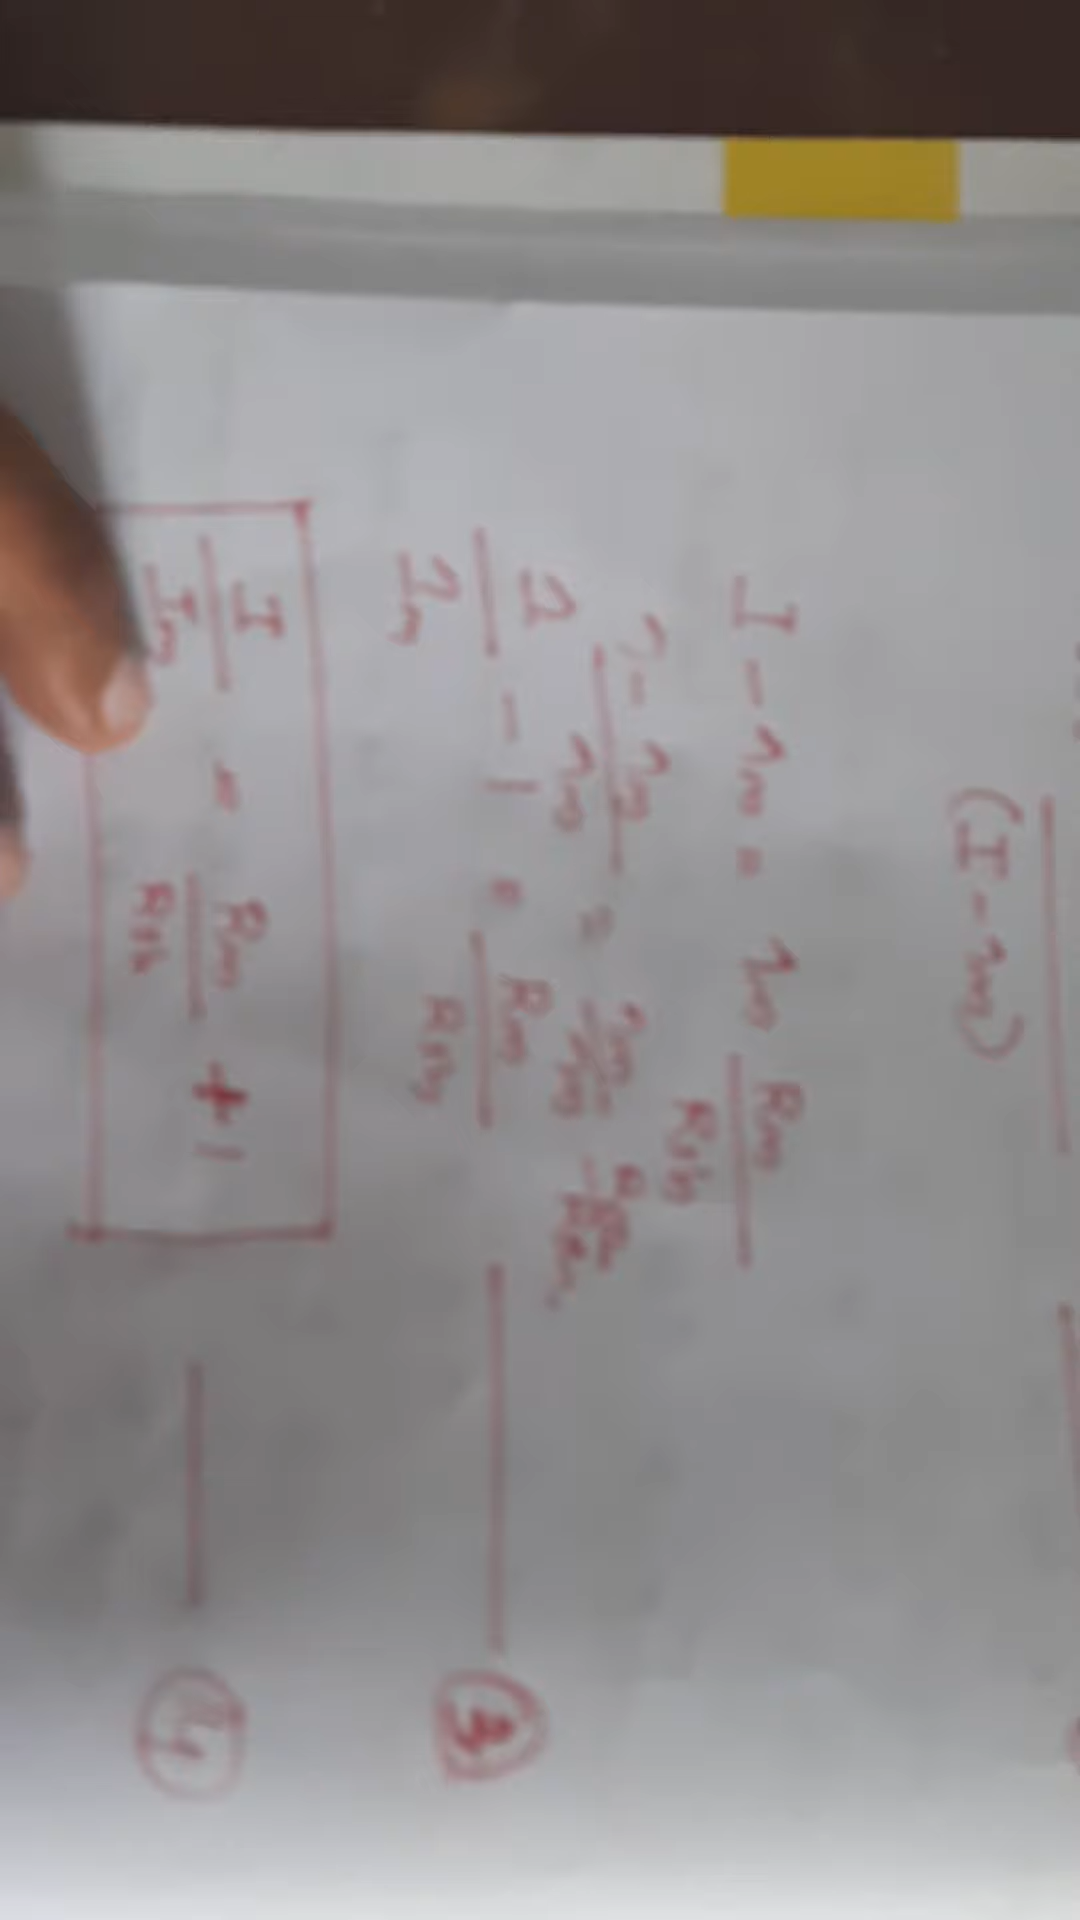 (I - Im)
I - Im = Im Rm/Rsh
I - Im/Im = Im/Im Rm/Rsh
I/Im - 1 = Rm/Rsh — 3
I/Im = Rm/Rsh + 1 — 4